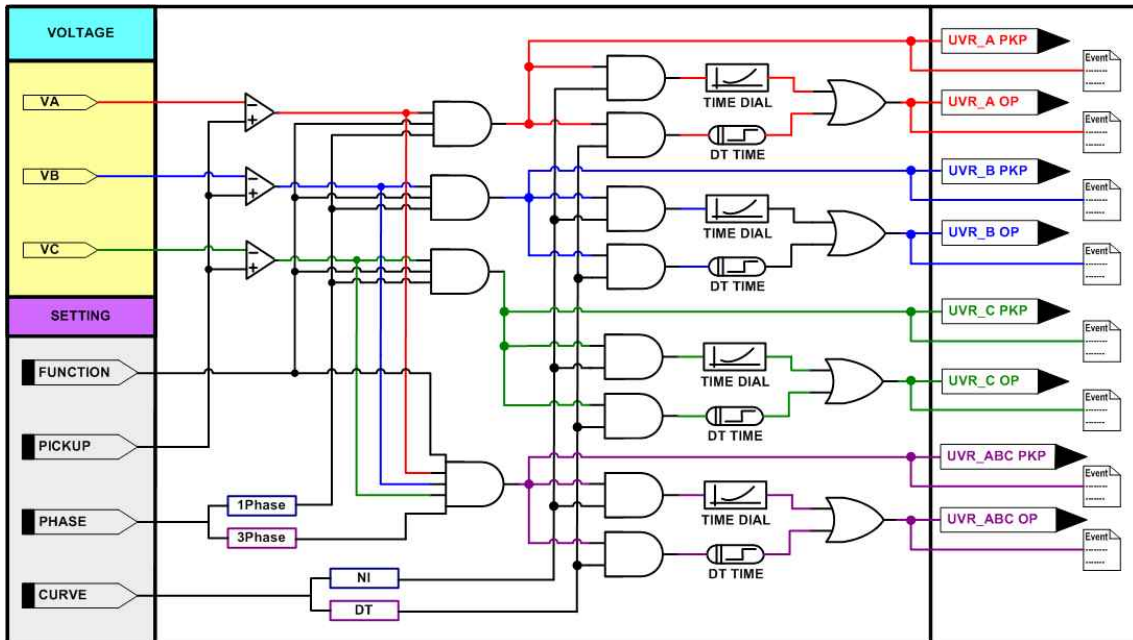 VOLTAGE
VA
VB
VC
SETTING
FUNCTION
PICKUP
PHASE
CURVE
1Phase
3Phase
NI
DT
TIME DIAL
DT TIME
TIME DIAL
DT TIME
TIME DIAL
DT TIME
TIME DIAL
DT TIME
UVR_A PKP
Event
UVR_A OP
Event
UVR_B PKP
Event
UVR_B OP
Event
UVR_C PKP
Event
UVR_C OP
Event
UVR_ABC PKP
Event
UVR_ABC OP
Event